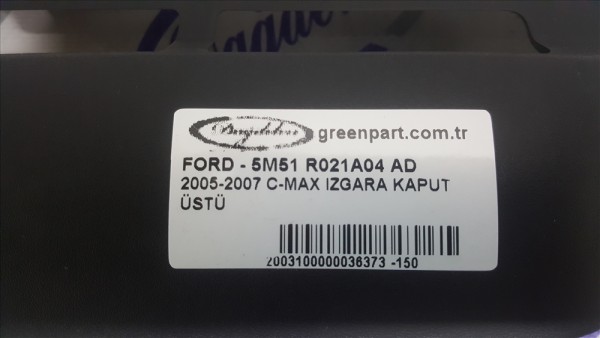 greenpart.com.tr
FORD - 5M51 R021A04 AD
2005-2007 C-MAX IZGARA KAPUT
ÜSTÜ
2003100000036373 -150